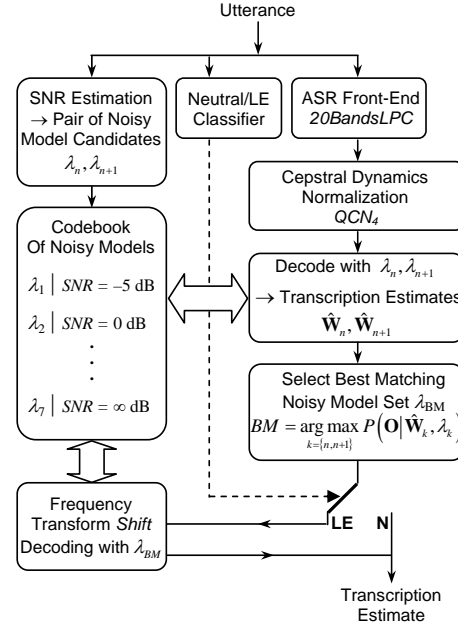 Utterance
SNR Estimation
→ Pair of Noisy
Model Candidates
λn, λn+1
Neutral/LE
Classifier
ASR Front-End
20BandsLPC
Cepstral Dynamics
Normalization
QCN4
Codebook
Of Noisy Models
λ1 | SNR = –5 dB
λ2 | SNR = 0 dB
.
.
.
λ7 | SNR = ∞ dB
Decode with λn, λn+1
→ Transcription Estimates
Ŵn, Ŵn+1
Select Best Matching
Noisy Model Set λBM
BM = arg max P(O|Ŵk, λk)
k={n,n+1}
Frequency
Transform Shift
Decoding with λBM
LE N
Transcription
Estimate